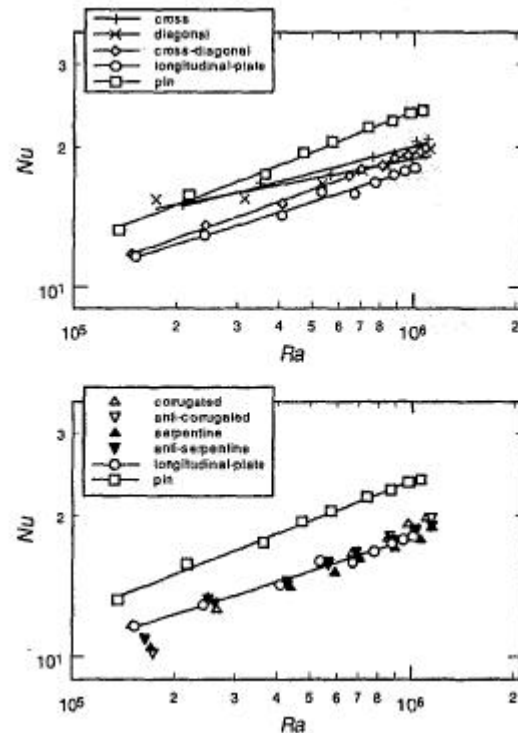 cross
diagonal
cross-diagonal
longitudinal-plate
pin
3
2
10¹
Nu
10⁵ 2 3 4 5 6 7 8 10⁶ 2
Ra
corrugated
anti-corrugated
serpentine
anti-serpentine
longitudinal-plate
pin
3
2
10¹
Nu
10⁵ 2 3 4 5 6 7 8 10⁶ 2
Ra